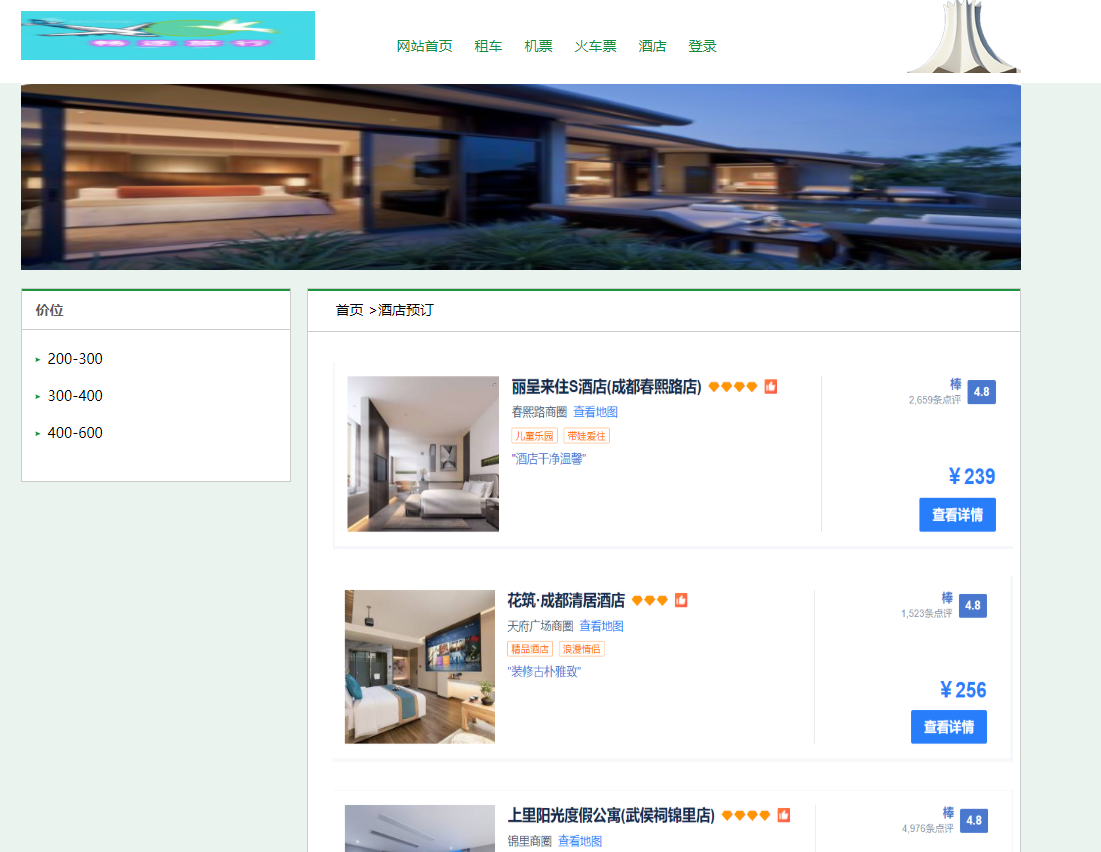 网站首页 租车 机票 火车票 酒店 登录
价位
200-300
300-400
400-600
首页 >酒店预订
丽呈来住S酒店(成都春熙路店)
春熙路商圈 查看地图
儿童乐园 带娃爱住
"酒店干净温馨"
棒 4.8
2,659条点评
¥239
查看详情
花筑·成都清居酒店
天府广场商圈 查看地图
精品酒店 浪漫情侣
"装修古朴雅致"
棒 4.8
1,523条点评
¥256
查看详情
上里阳光度假公寓(武侯祠锦里店)
锦里商圈 查看地图
棒 4.8
4,976条点评